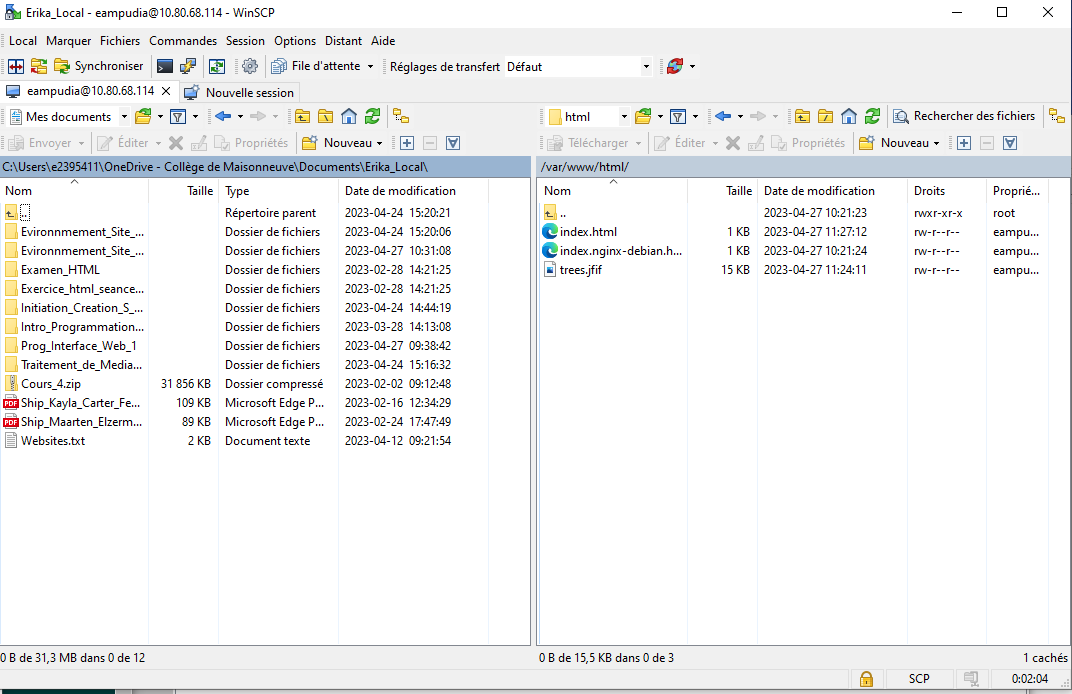 Erika_Local - eampudia@10.80.68.114 - WinSCP
Local Marquer Fichiers Commandes Session Options Distant Aide
Synchroniser File d'attente Réglages de transfert Défaut
eampudia@10.80.68.114 Nouvelle session
Mes documents html Rechercher des fichiers
Envoyer Éditer Propriétés Nouveau Télécharger Éditer Propriétés Nouveau
C:\Users\e2395411\OneDrive - Collège de Maisonneuve\Documents\Erika_Local\ /var/www/html/
Nom Taille Type Date de modification Nom Taille Date de modification Droits Proprié...
.. Répertoire parent 2023-04-24 15:20:21 .. 2023-04-27 10:21:23 rwxr-xr-x root
Evironnmement_Site_... Dossier de fichiers 2023-04-24 15:20:06 index.html 1 KB 2023-04-27 11:27:12 rw-r--r-- eampu...
Evironnmement_Site_... Dossier de fichiers 2023-04-27 10:31:08 index.nginx-debian.h... 1 KB 2023-04-27 10:21:24 rw-r--r-- eampu...
Examen_HTML Dossier de fichiers 2023-02-28 14:21:25 trees.jfif 15 KB 2023-04-27 11:24:11 rw-r--r-- eampu...
Exercice_html_seance... Dossier de fichiers 2023-02-28 14:21:25
Initiation_Creation_S_... Dossier de fichiers 2023-04-24 14:44:19
Intro_Programmation... Dossier de fichiers 2023-03-28 14:13:08
Prog_Interface_Web_1 Dossier de fichiers 2023-04-27 09:38:42
Traitement_de_Media... Dossier de fichiers 2023-04-24 15:16:32
Cours_4.zip 31 856 KB Dossier compressé 2023-02-02 09:12:48
PDF Ship_Kayla_Carter_Fe... 109 KB Microsoft Edge P... 2023-02-16 12:34:29
PDF Ship_Maarten_Elzerm... 89 KB Microsoft Edge P... 2023-02-24 17:47:49
Websites.txt 2 KB Document texte 2023-04-12 09:21:54
0 B de 31,3 MB dans 0 de 12 0 B de 15,5 KB dans 0 de 3 1 cachés
SCP 0:02:04